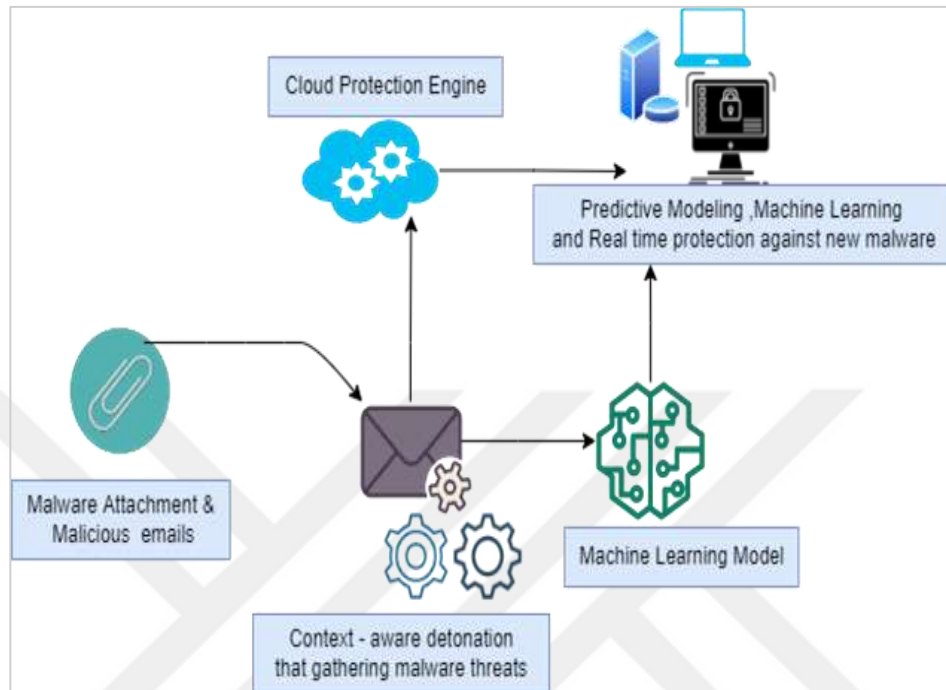 Cloud Protection Engine
Predictive Modeling ,Machine Learning
and Real time protection against new malware
Malware Attachment &
Malicious emails
Machine Learning Model
Context - aware detonation
that gathering malware threats